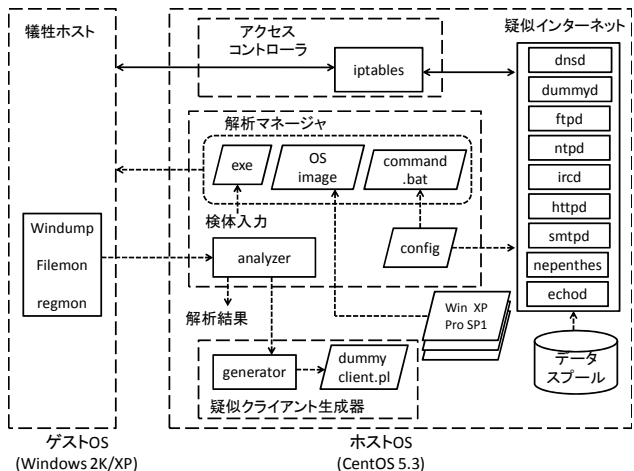 犠牲ホスト
アクセス
コントローラ
iptables
疑似インターネット
dnsd
dummyd
ftpd
ntpd
ircd
httpd
smtpd
nepenthes
echod
データ
スプール
解析マネージャ
exe
OS
image
command
.bat
検体入力
config
analyzer
Windump
Filemon
regmon
解析結果
Win XP
Pro SP1
generator
dummy
client.pl
疑似クライアント生成器
ゲストOS
(Windows 2K/XP)
ホストOS
(CentOS 5.3)